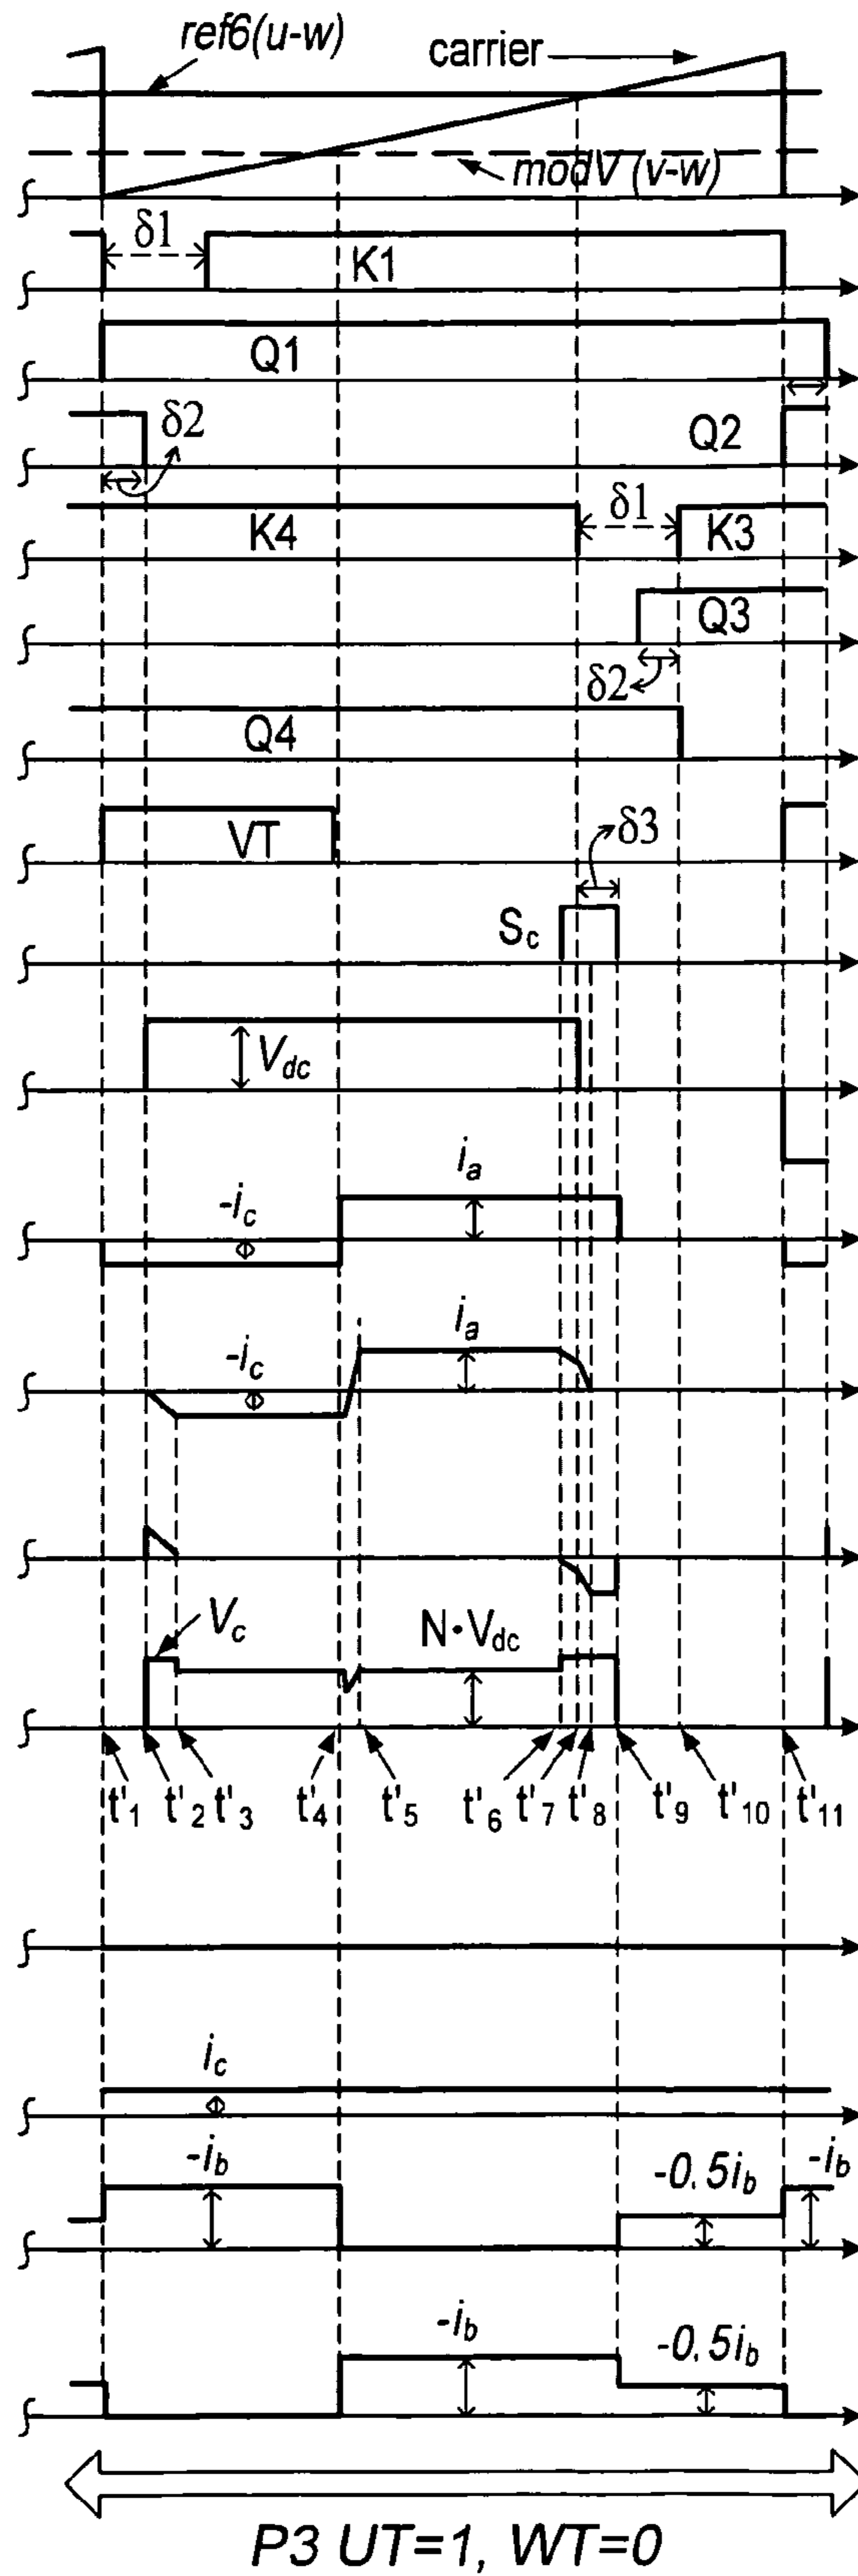 ref6(u-w)
carrier
modV (v-w)
δ1
K1
Q1
δ2
Q2
K4
δ1
K3
Q3
δ2
Q4
VT
δ3
Sc
Vdc
ia
-ic
ia
-ic
Vc
N·Vdc
t'1 t'2 t'3 t'4 t'5 t'6 t'7 t'8 t'9 t'10 t'11
ic
-ib
-0.5ib
-ib
-ib
-0.5ib
P3 UT=1, WT=0